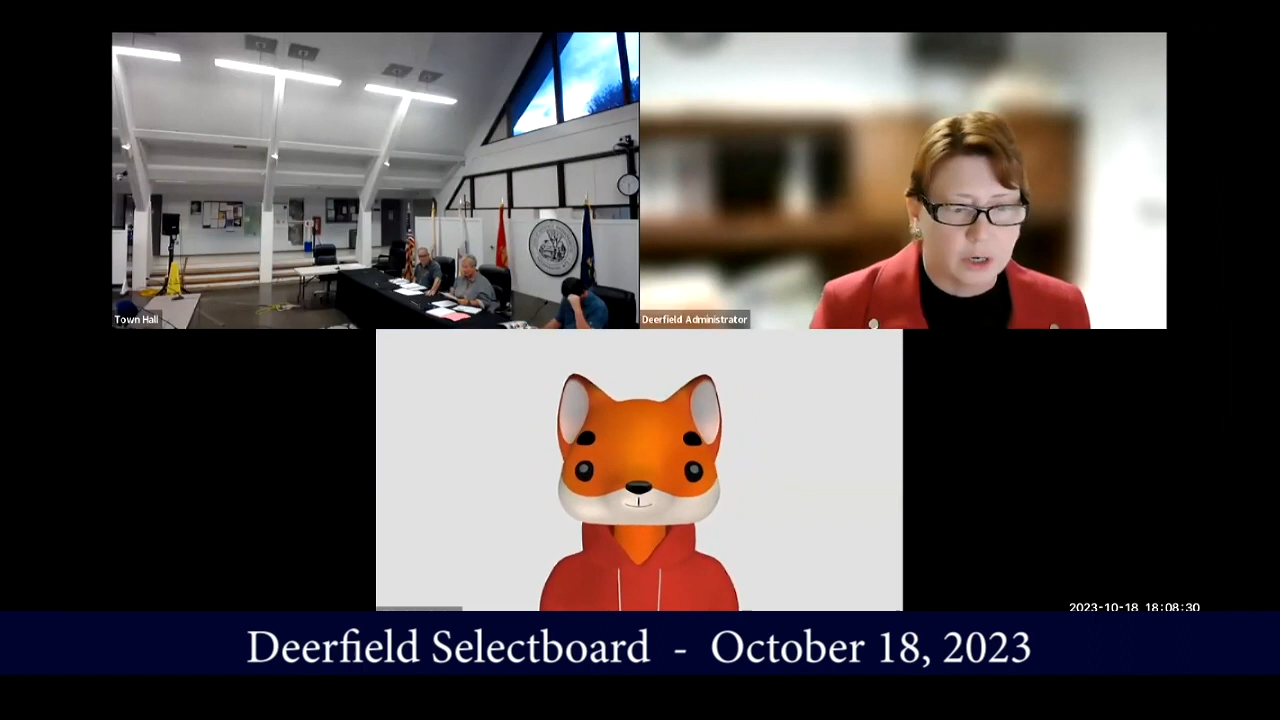 Town Hall
Deerfield Administrator
2023-10-18 18:08:30
Deerfield Selectboard - October 18, 2023